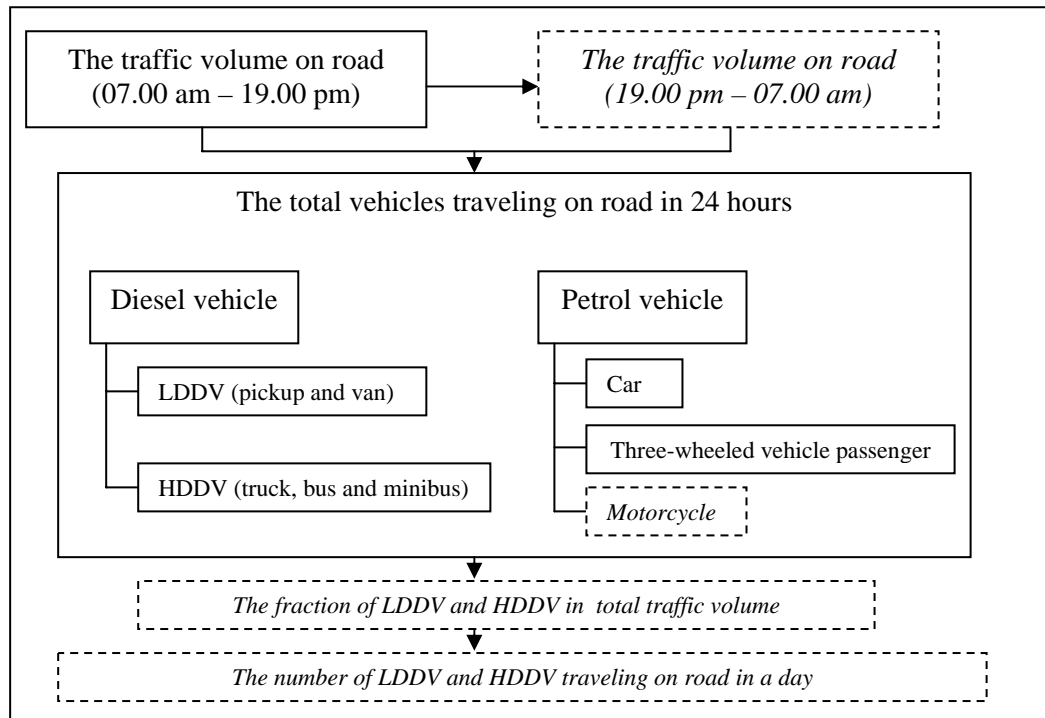 The traffic volume on road
(07.00 am – 19.00 pm)
The traffic volume on road
(19.00 pm – 07.00 am)
The total vehicles traveling on road in 24 hours
Diesel vehicle
LDDV (pickup and van)
HDDV (truck, bus and minibus)
Petrol vehicle
Car
Three-wheeled vehicle passenger
Motorcycle
The fraction of LDDV and HDDV in total traffic volume
The number of LDDV and HDDV traveling on road in a day